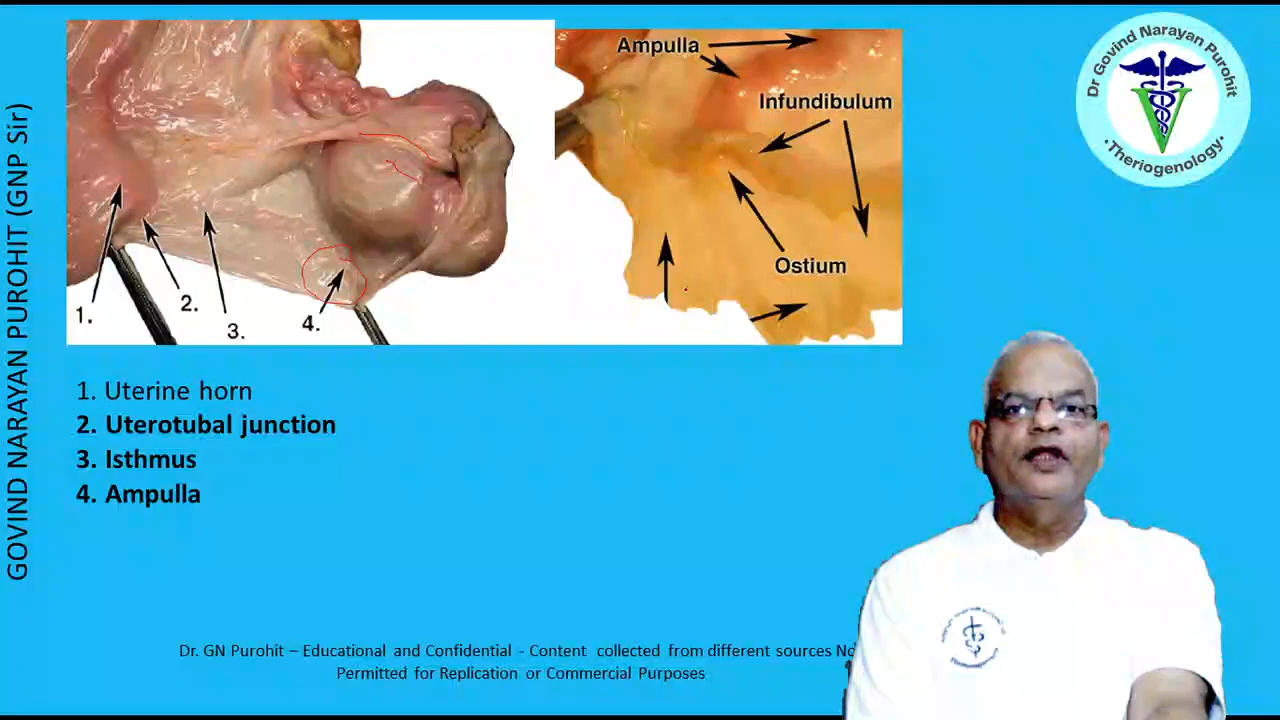 GOVIND NARAYAN PUROHIT (GNP Sir)
1.
2.
3.
4.
Ampulla
Infundibulum
Ostium
Dr Govind Narayan Purohit
·Theriogenology·
1. Uterine horn
2. Uterotubal junction
3. Isthmus
4. Ampulla
Dr. GN Purohit – Educational and Confidential - Content collected from different sources
Permitted for Replication or Commercial Purposes